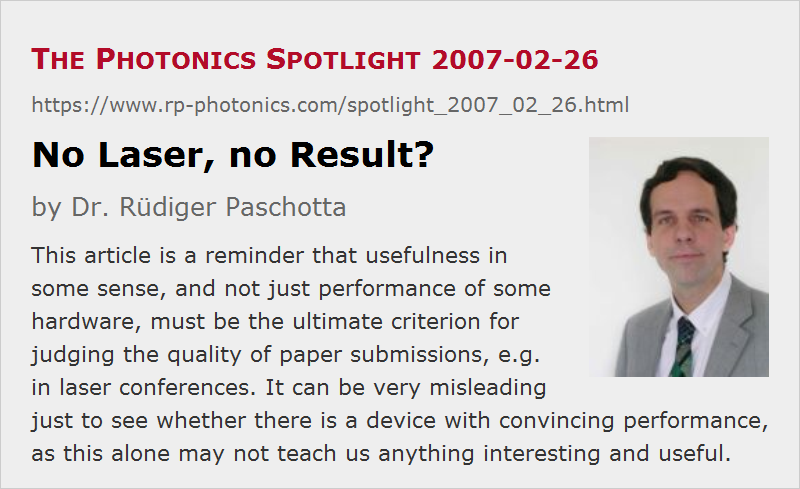 The Photonics Spotlight 2007-02-26
https://www.rp-photonics.com/spotlight_2007_02_26.html
No Laser, no Result?
by Dr. Rüdiger Paschotta
This article is a reminder that usefulness in
some sense, and not just performance of some
hardware, must be the ultimate criterion for
judging the quality of paper submissions, e.g.
in laser conferences. It can be very misleading
just to see whether there is a device with convincing performance,
as this alone may not teach us anything interesting and useful.